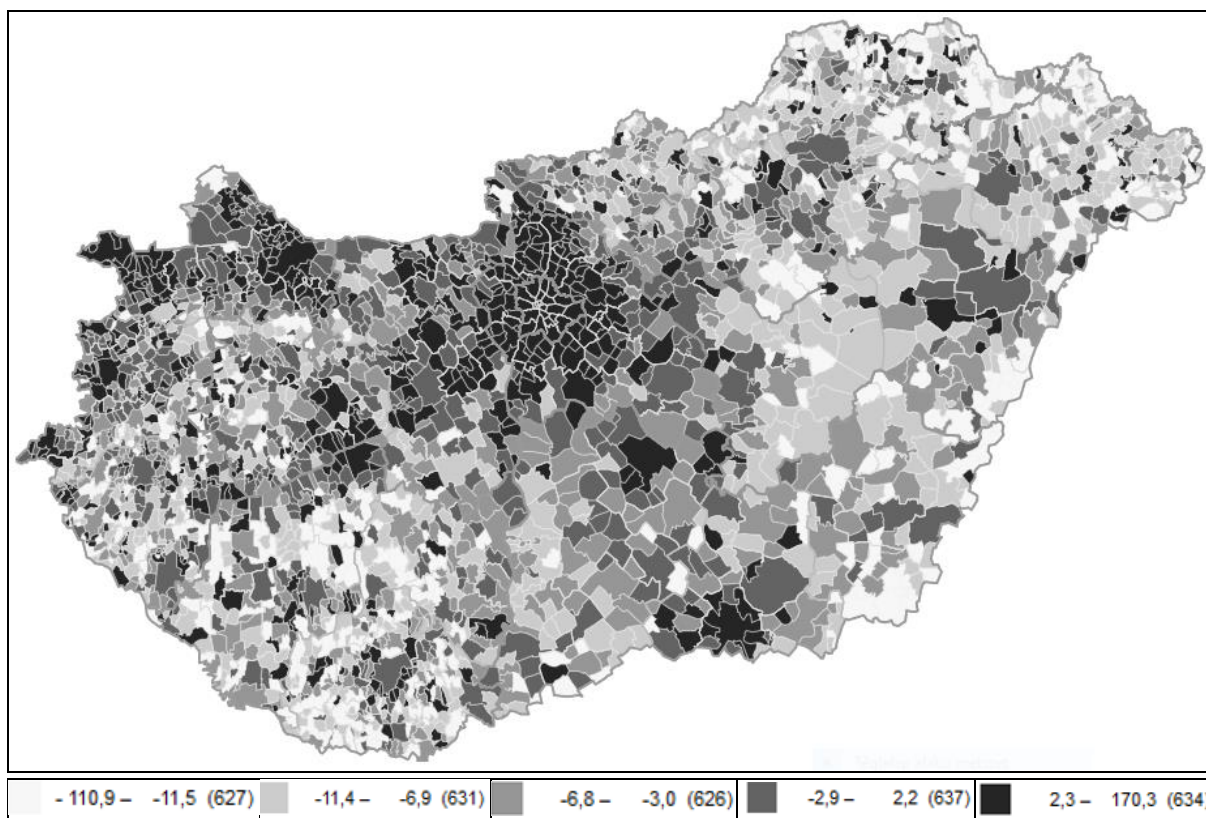 - 110,9 – -11,5 (627) -11,4 – -6,9 (631) -6,8 – -3,0 (626) -2,9 – 2,2 (637) 2,3 – 170,3 (634)